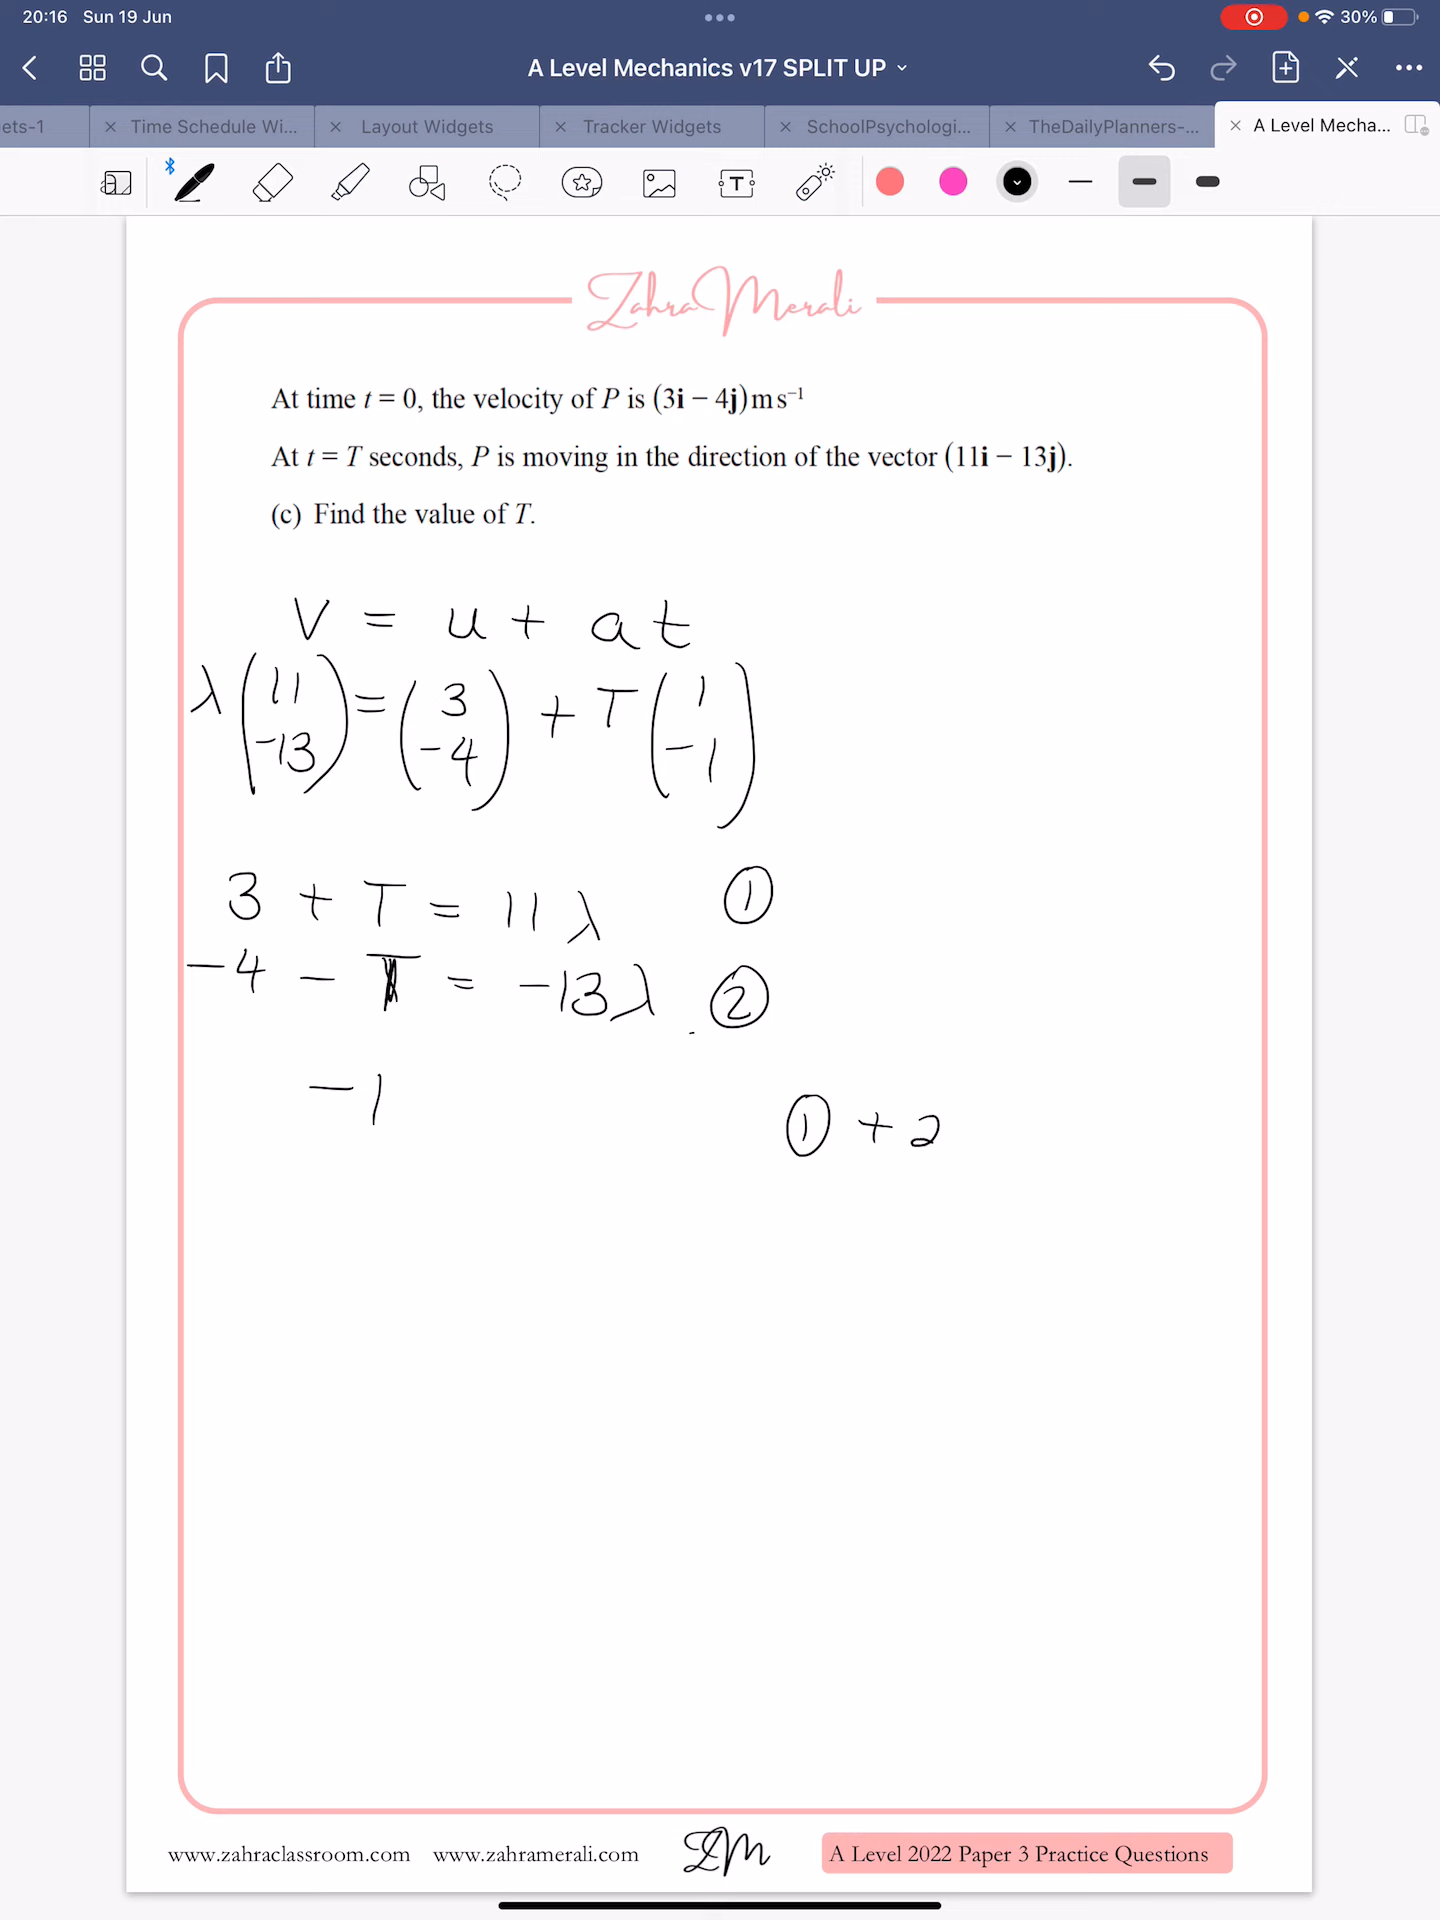 20:16 Sun 19 Jun 30%
A Level Mechanics v17 SPLIT UP
ets-1 Time Schedule Wi... Layout Widgets Tracker Widgets SchoolPsychologi... TheDailyPlanners-... A Level Mecha...
Zahra Merali
At time t = 0, the velocity of P is (3i − 4j) m s⁻¹
At t = T seconds, P is moving in the direction of the vector (11i − 13j).
(c) Find the value of T.
V = u + at
λ(11 -13) = (3 -4) + T(1 -1)
3 + T = 11λ ①
-4 - T = -13λ ②
-1 ① + 2
www.zahraclassroom.com www.zahramerali.com ZM A Level 2022 Paper 3 Practice Questions